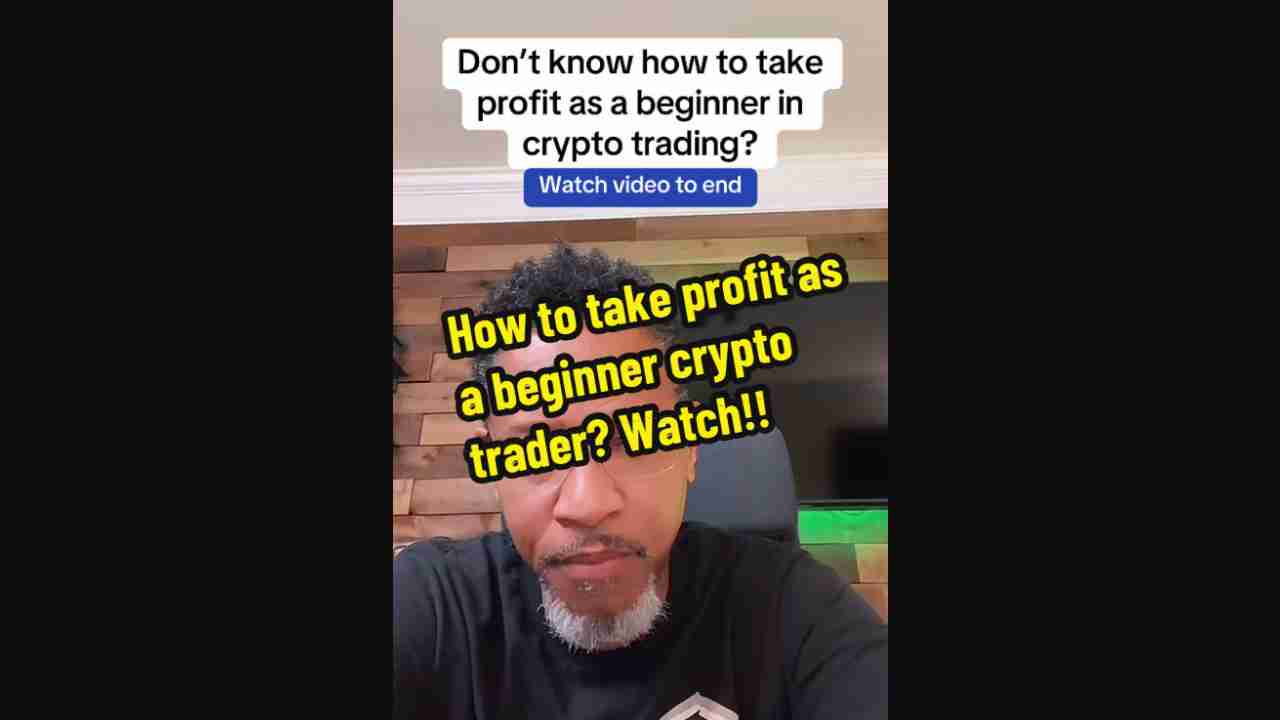 Don't know how to take
profit as a beginner in
crypto trading?
Watch video to end
How to take profit as
a beginner crypto
trader? Watch!!